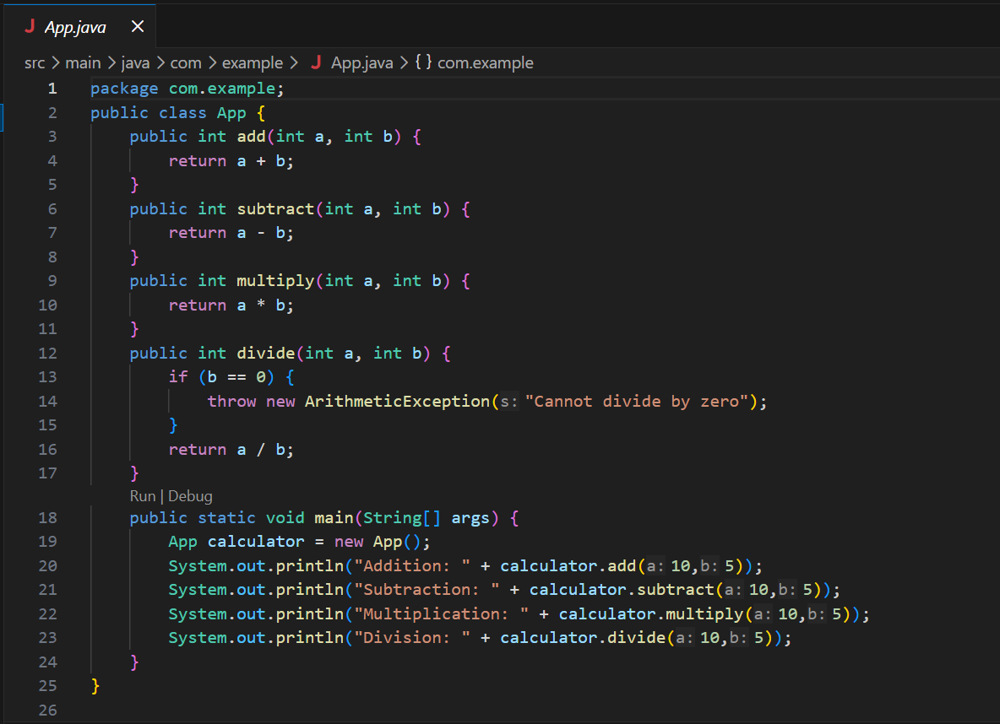 J App.java ×
src > main > java > com > example > J App.java > {} com.example
1 package com.example;
2 public class App {
3     public int add(int a, int b) {
4         return a + b;
5     }
6     public int subtract(int a, int b) {
7         return a - b;
8     }
9     public int multiply(int a, int b) {
10         return a * b;
11     }
12     public int divide(int a, int b) {
13         if (b == 0) {
14             throw new ArithmeticException(s: "Cannot divide by zero");
15         }
16         return a / b;
17     }
Run | Debug
18     public static void main(String[] args) {
19         App calculator = new App();
20         System.out.println("Addition: " + calculator.add(a: 10,b: 5));
21         System.out.println("Subtraction: " + calculator.subtract(a: 10,b: 5));
22         System.out.println("Multiplication: " + calculator.multiply(a: 10,b: 5));
23         System.out.println("Division: " + calculator.divide(a: 10,b: 5));
24     }
25 }
26